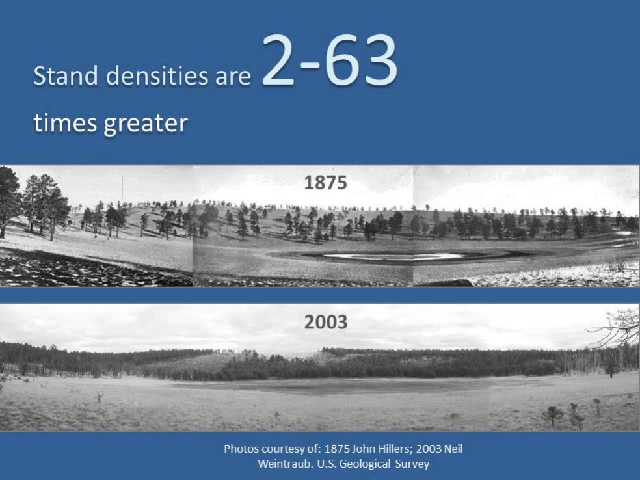 Stand densities are 2-63
times greater
1875
2003
Photos courtesy of: 1875 John Hillers; 2003 Neil
Weintraub. U.S. Geological Survey